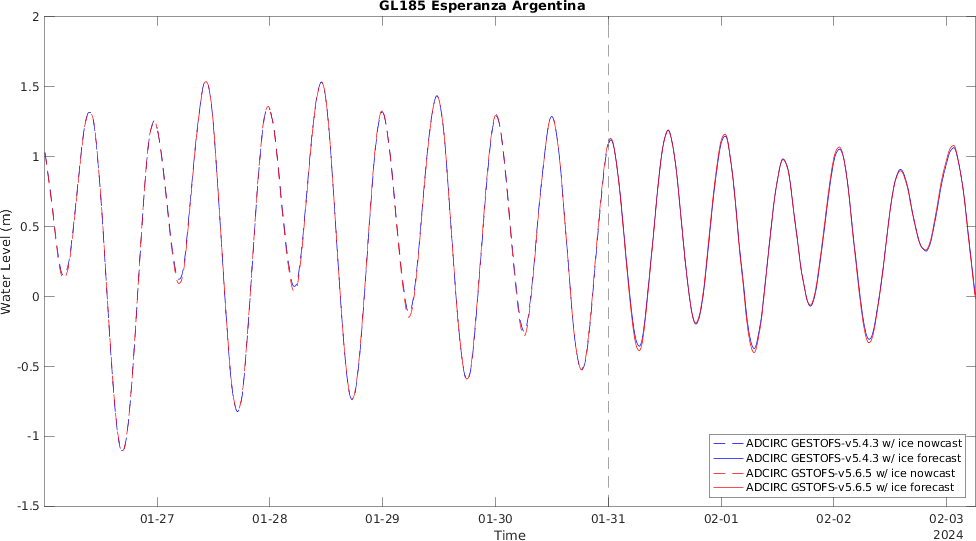 GL185 Esperanza Argentina
2
1.5
1
0.5
0
-0.5
-1
-1.5
Water Level (m)
01-27 01-28 01-29 01-30 01-31 02-01 02-02 02-03
2024
Time
ADCIRC GESTOFS-v5.4.3 w/ ice nowcast
ADCIRC GESTOFS-v5.4.3 w/ ice forecast
ADCIRC GSTOFS-v5.6.5 w/ ice nowcast
ADCIRC GSTOFS-v5.6.5 w/ ice forecast